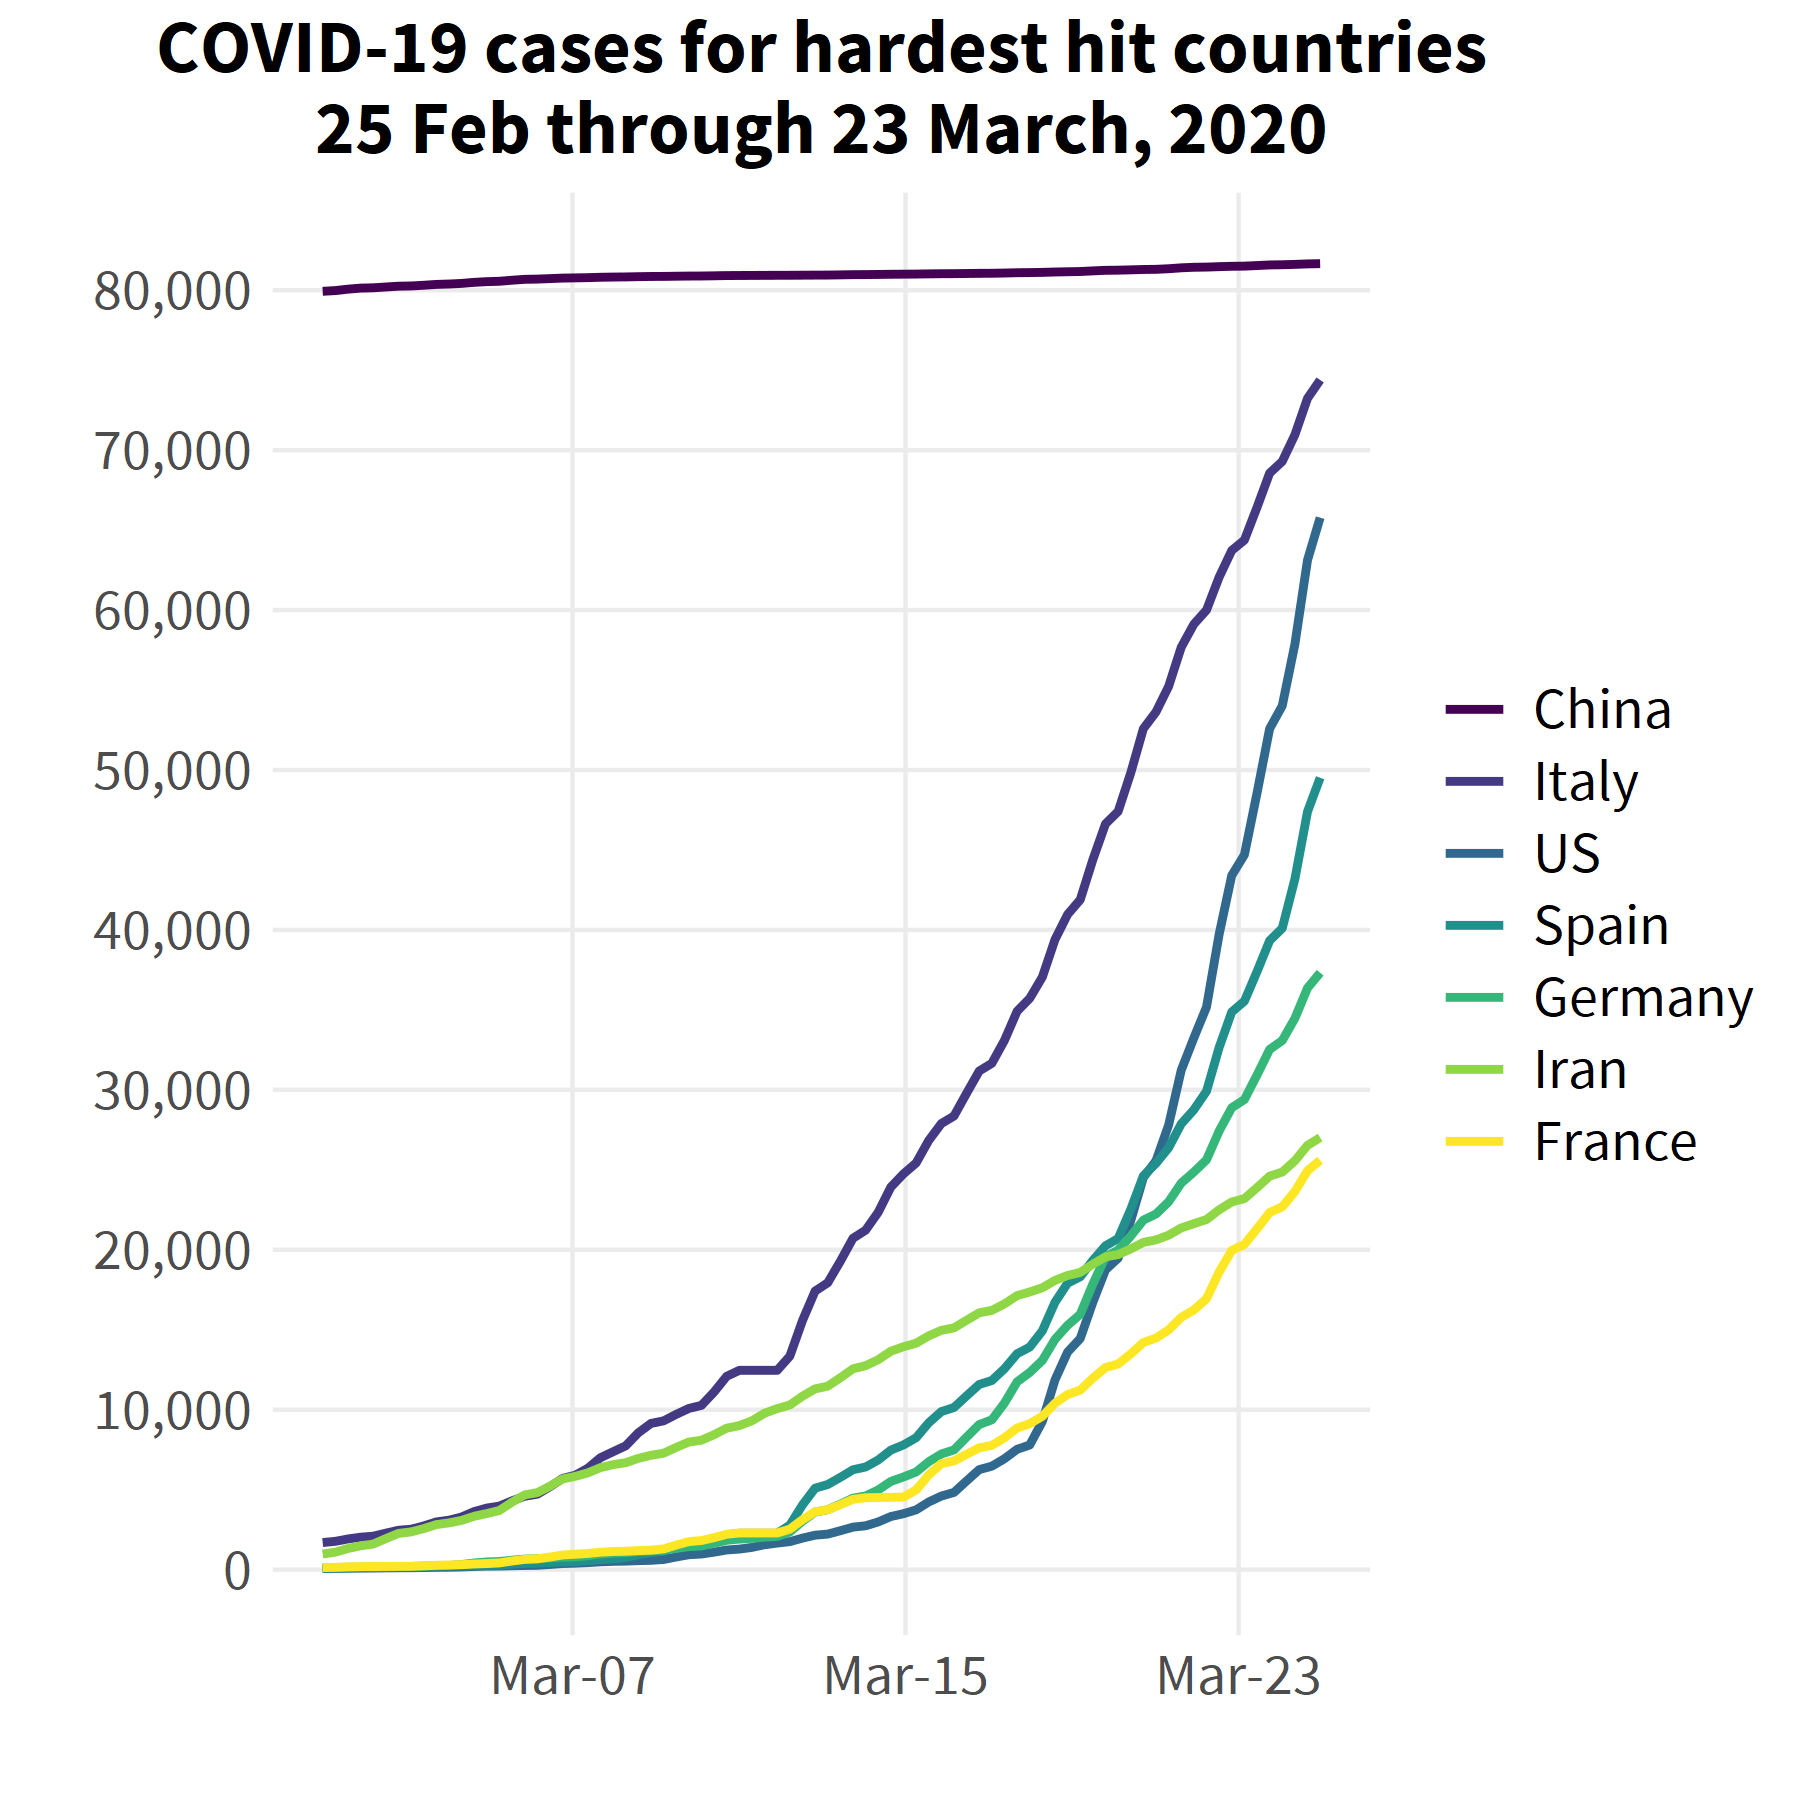 COVID-19 cases for hardest hit countries
25 Feb through 23 March, 2020
80,000
70,000
60,000
50,000
40,000
30,000
20,000
10,000
0
Mar-07
Mar-15
Mar-23
China
Italy
US
Spain
Germany
Iran
France